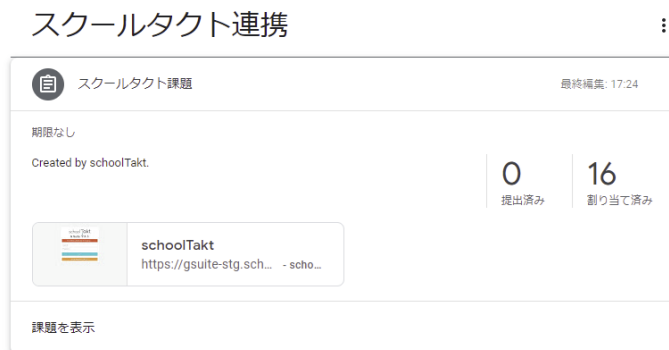 スクールタクト連携
スクールタクト課題
最終編集: 17:24
期限なし
Created by schoolTakt.
0
提出済み
16
割り当て済み
schoolTakt
schoolTakt
https://gsuite-stg.sch... - scho...
課題を表示